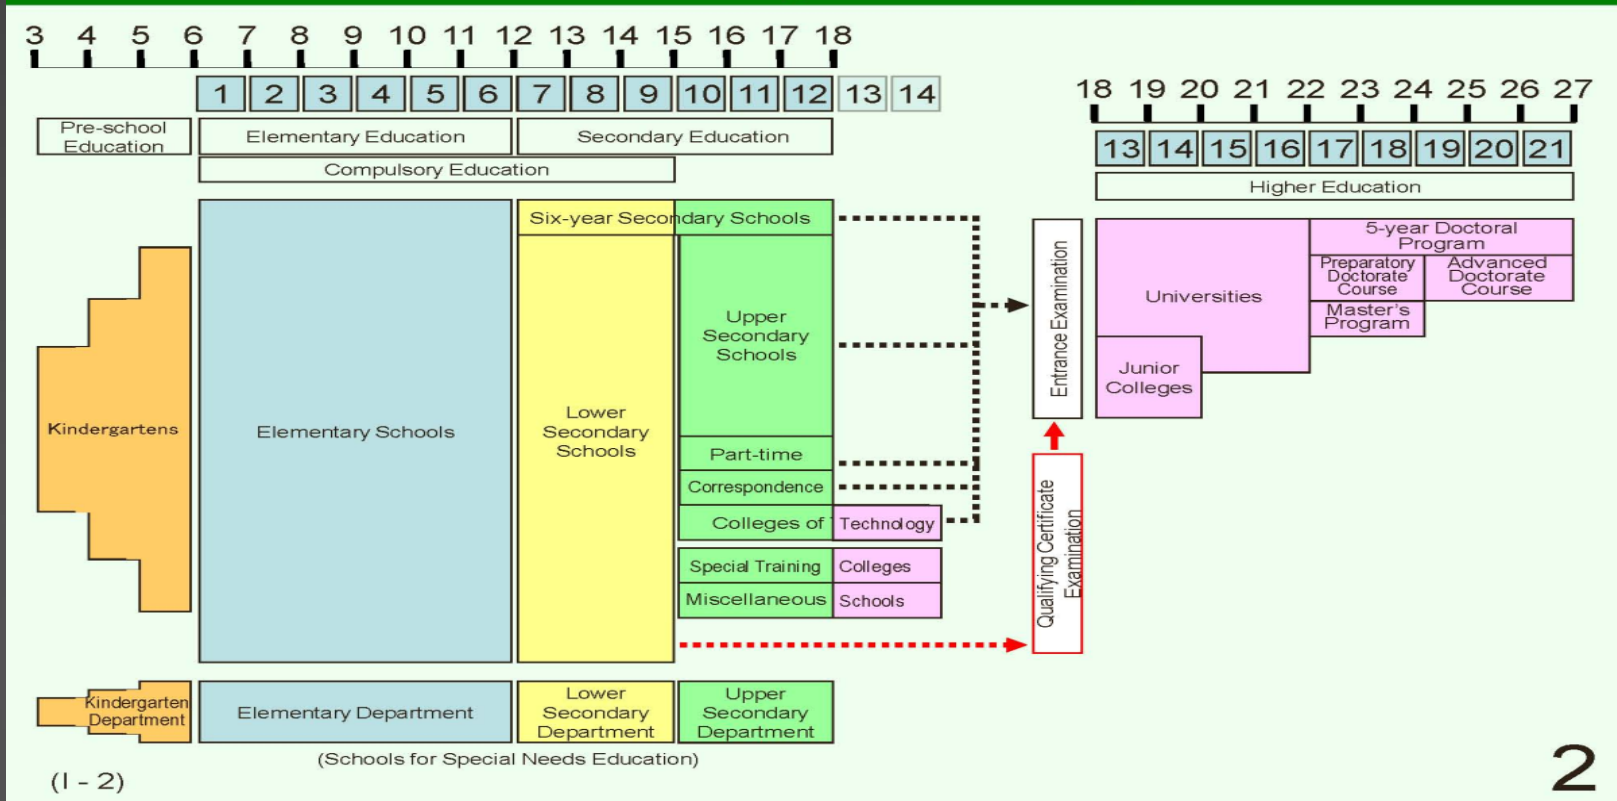 3 4 5 6 7 8 9 10 11 12 13 14 15 16 17 18
1 2 3 4 5 6 7 8 9 10 11 12 13 14
18 19 20 21 22 23 24 25 26 27
13 14 15 16 17 18 19 20 21
Pre-school
Education
Elementary Education
Secondary Education
Compulsory Education
Higher Education
Six-year Secondary Schools
Kindergartens
Elementary Schools
Lower
Secondary
Schools
Upper
Secondary
Schools
Part-time
Correspondence
Colleges of Technology
Special Training Colleges
Miscellaneous Schools
Entrance Examination
Qualifying Certificate
Examination
Universities
Junior
Colleges
5-year Doctoral
Program
Preparatory
Doctorate
Course
Advanced
Doctorate
Course
Master's
Program
Kindergarten
Department
Elementary Department
Lower
Secondary
Department
Upper
Secondary
Department
(Schools for Special Needs Education)
(I - 2)
2